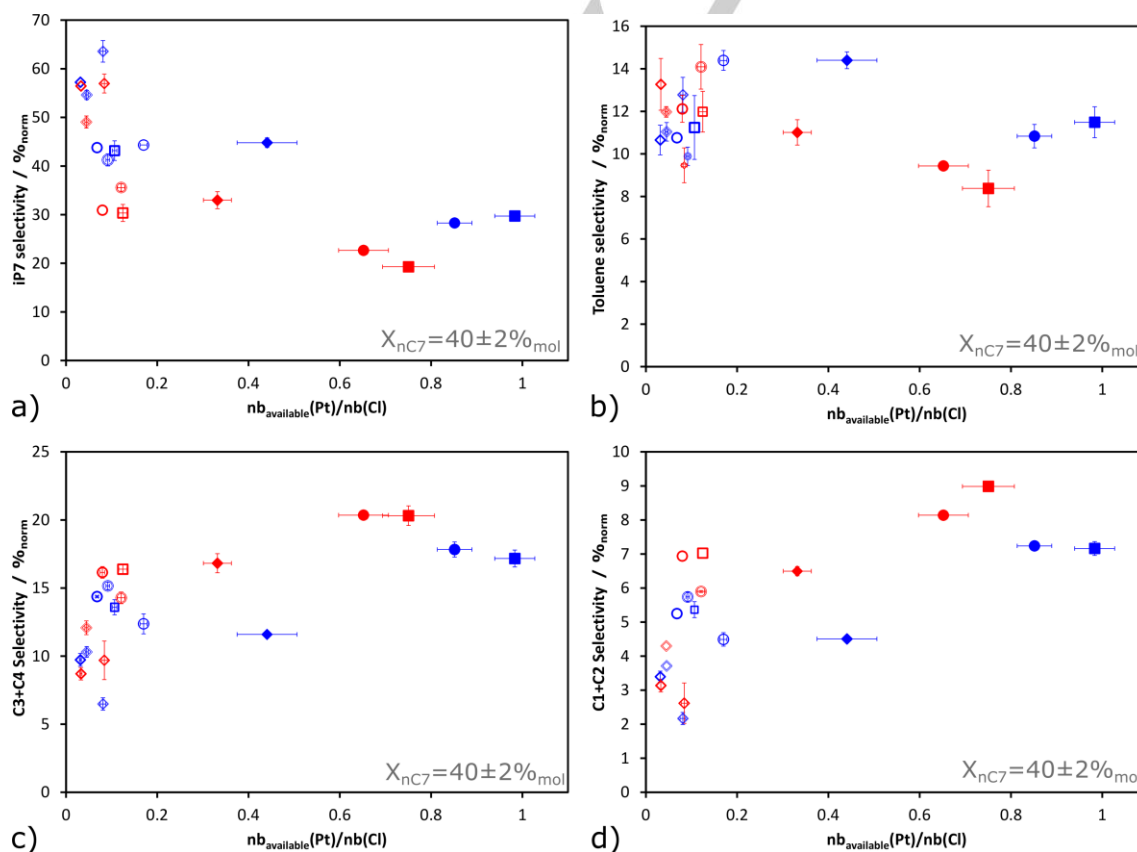 70
60
50
40
30
20
10
0
iP7 selectivity / %norm
0 0.2 0.4 0.6 0.8 1
nbavailable(Pt)/nb(Cl)
XnC7=40±2%mol
a)
16
14
12
10
8
6
4
2
0
Toluene selectivity / %norm
0 0.2 0.4 0.6 0.8 1
nbavailable(Pt)/nb(Cl)
XnC7=40±2%mol
b)
25
20
15
10
5
0
C3+C4 Selectivity / %norm
0 0.2 0.4 0.6 0.8 1
nbavailable(Pt)/nb(Cl)
XnC7=40±2%mol
c)
10
9
8
7
6
5
4
3
2
1
0
C1+C2 Selectivity / %norm
0 0.2 0.4 0.6 0.8 1
nbavailable(Pt)/nb(Cl)
XnC7=40±2%mol
d)